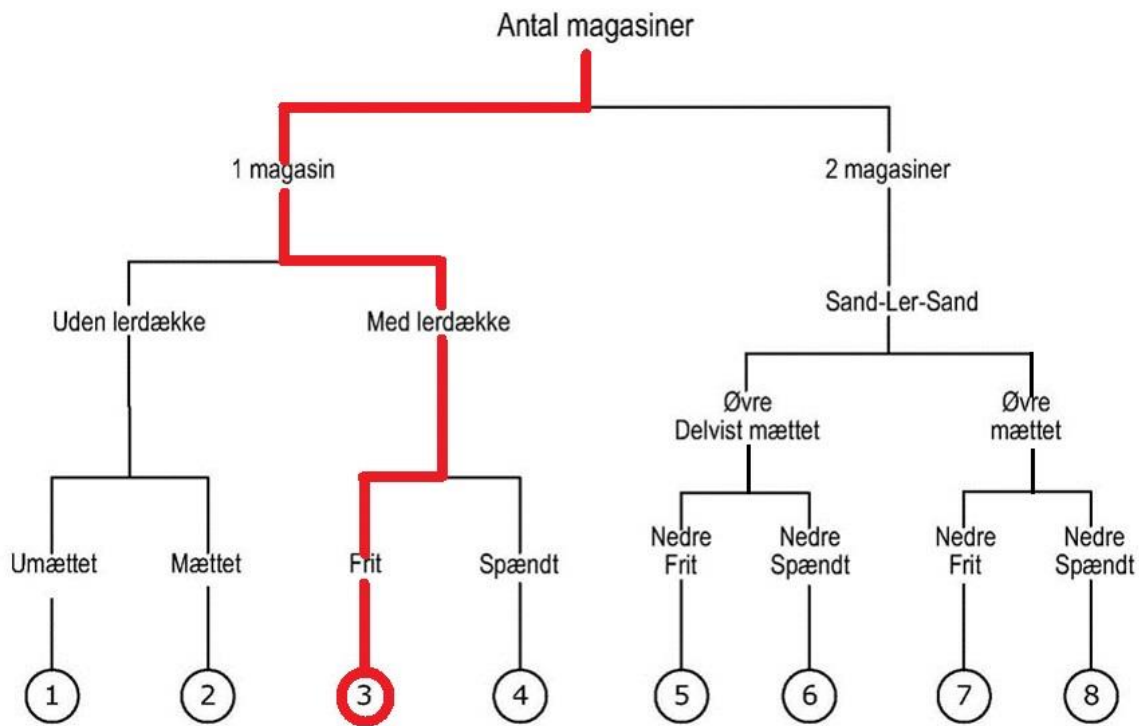 Antal magasiner
1 magasin
2 magasiner
Uden lerdække
Med lerdække
Sand-Ler-Sand
Øvre
Delvist mættet
Øvre
mættet
Umættet
Mættet
Frit
Spændt
Nedre
Frit
Nedre
Spændt
Nedre
Frit
Nedre
Spændt
1
2
3
4
5
6
7
8